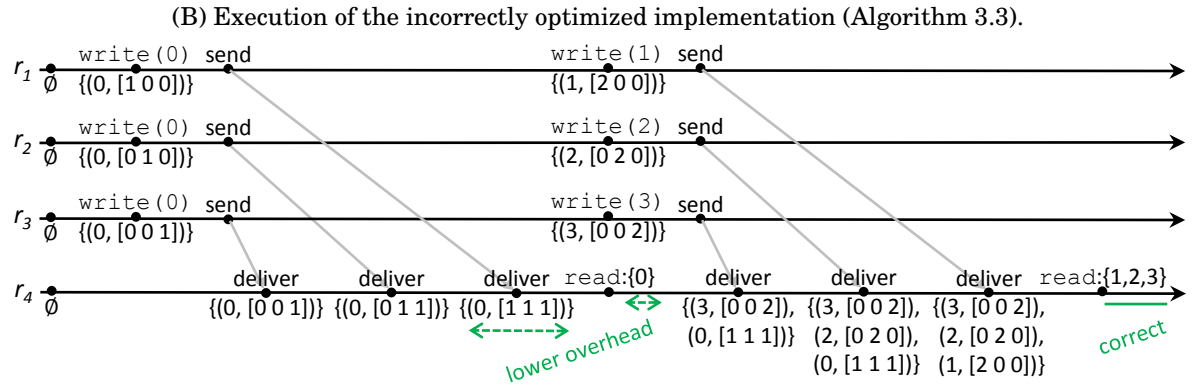 (B) Execution of the incorrectly optimized implementation (Algorithm 3.3).
write(0) send write(1) send
r1
∅ {(0, [1 0 0])} {(1, [2 0 0])}
write(0) send write(2) send
r2
∅ {(0, [0 1 0])} {(2, [0 2 0])}
write(0) send write(3) send
r3
∅ {(0, [0 0 1])} {(3, [0 0 2])}
deliver deliver deliver read:{0} deliver deliver deliver read:{1,2,3}
r4
∅ {(0, [0 0 1])} {(0, [0 1 1])} {(0, [1 1 1])} {(3, [0 0 2]), {(3, [0 0 2]), {(3, [0 0 2]),
(0, [1 1 1])} (2, [0 2 0]), (2, [0 2 0]),
(0, [1 1 1])} (1, [2 0 0])}
lower overhead
correct